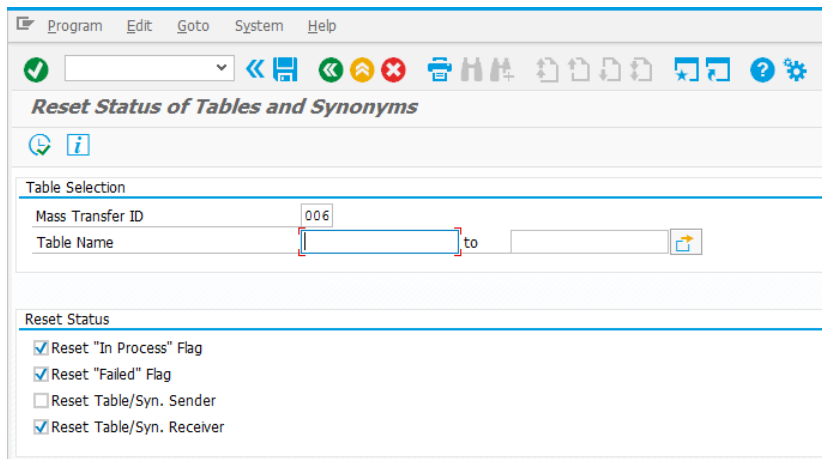 Program Edit Goto System Help
Reset Status of Tables and Synonyms
Table Selection
Mass Transfer ID 006
Table Name to
Reset Status
Reset "In Process" Flag
Reset "Failed" Flag
Reset Table/Syn. Sender
Reset Table/Syn. Receiver